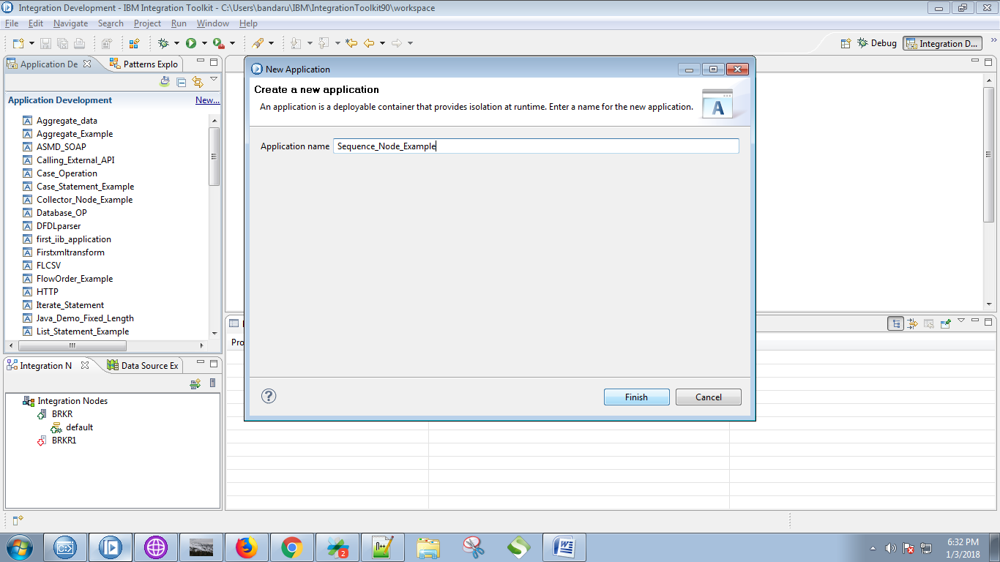 Integration Development - IBM Integration Toolkit - C:\Users\bandaru\IBM\IntegrationToolkit90\workspace
File Edit Navigate Search Project Run Window Help
Debug Integration D...
Application De Patterns Explo
Application Development New...
Aggregate_data
Aggregate_Example
ASMD_SOAP
Calling_External_API
Case_Operation
Case_Statement_Example
Collector_Node_Example
Database_OP
DFDLparser
first_iib_application
Firstxmltransform
FLCSV
FlowOrder_Example
HTTP
Iterate_Statement
Java_Demo_Fixed_Length
List_Statement_Example
New Application
Create a new application
An application is a deployable container that provides isolation at runtime. Enter a name for the new application.
A
Application name Sequence_Node_Example
Finish Cancel
Pro
Integration N Data Source Ex
Integration Nodes
BRKR
default
BRKR1
6:32 PM
1/3/2018